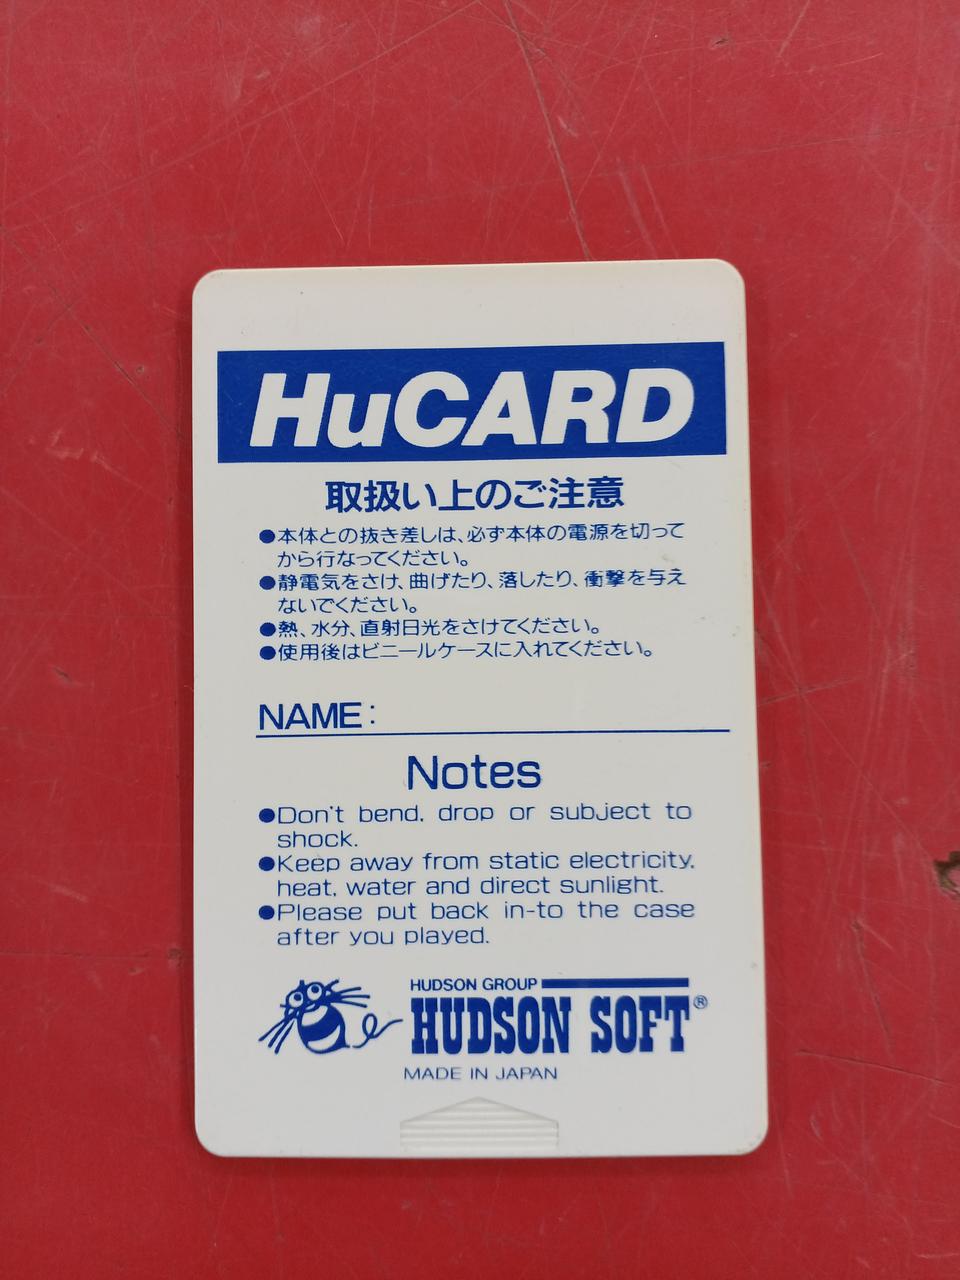 HuCARD
取扱い上のご注意
●本体との抜き差しは、必ず本体の電源を切って
から行なってください。
●静電気をさけ、曲げたり、落したり、衝撃を与え
ないでください。
●熱、水分、直射日光をさけてください。
●使用後はビニールケースに入れてください。
NAME:
Notes
●Don't bend, drop or subject to
shock.
●Keep away from static electricity,
heat, water and direct sunlight.
●Please put back in-to the case
after you played.
HUDSON GROUP
HUDSON SOFT®
MADE IN JAPAN